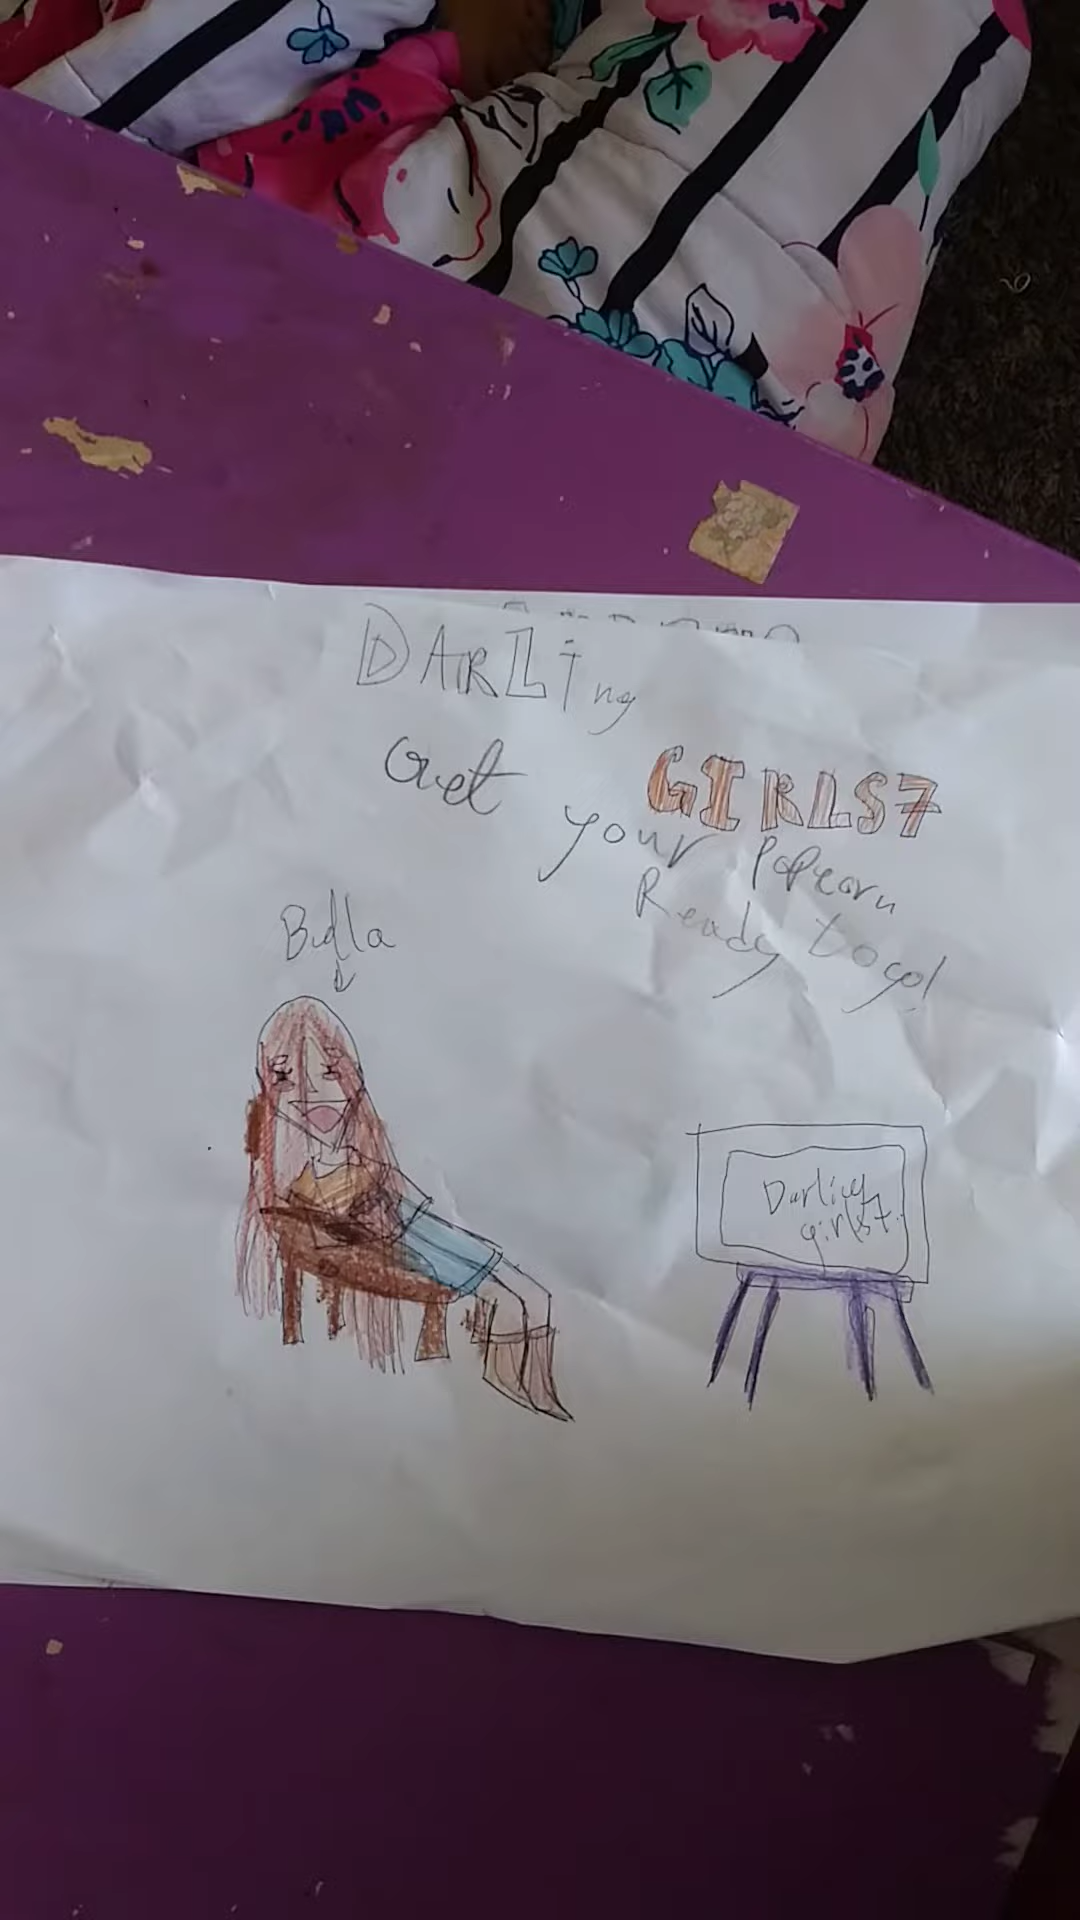 DARLing
GIRLS7
Get your Popcorn
Ready to go!
Bella
Darling
girls7.